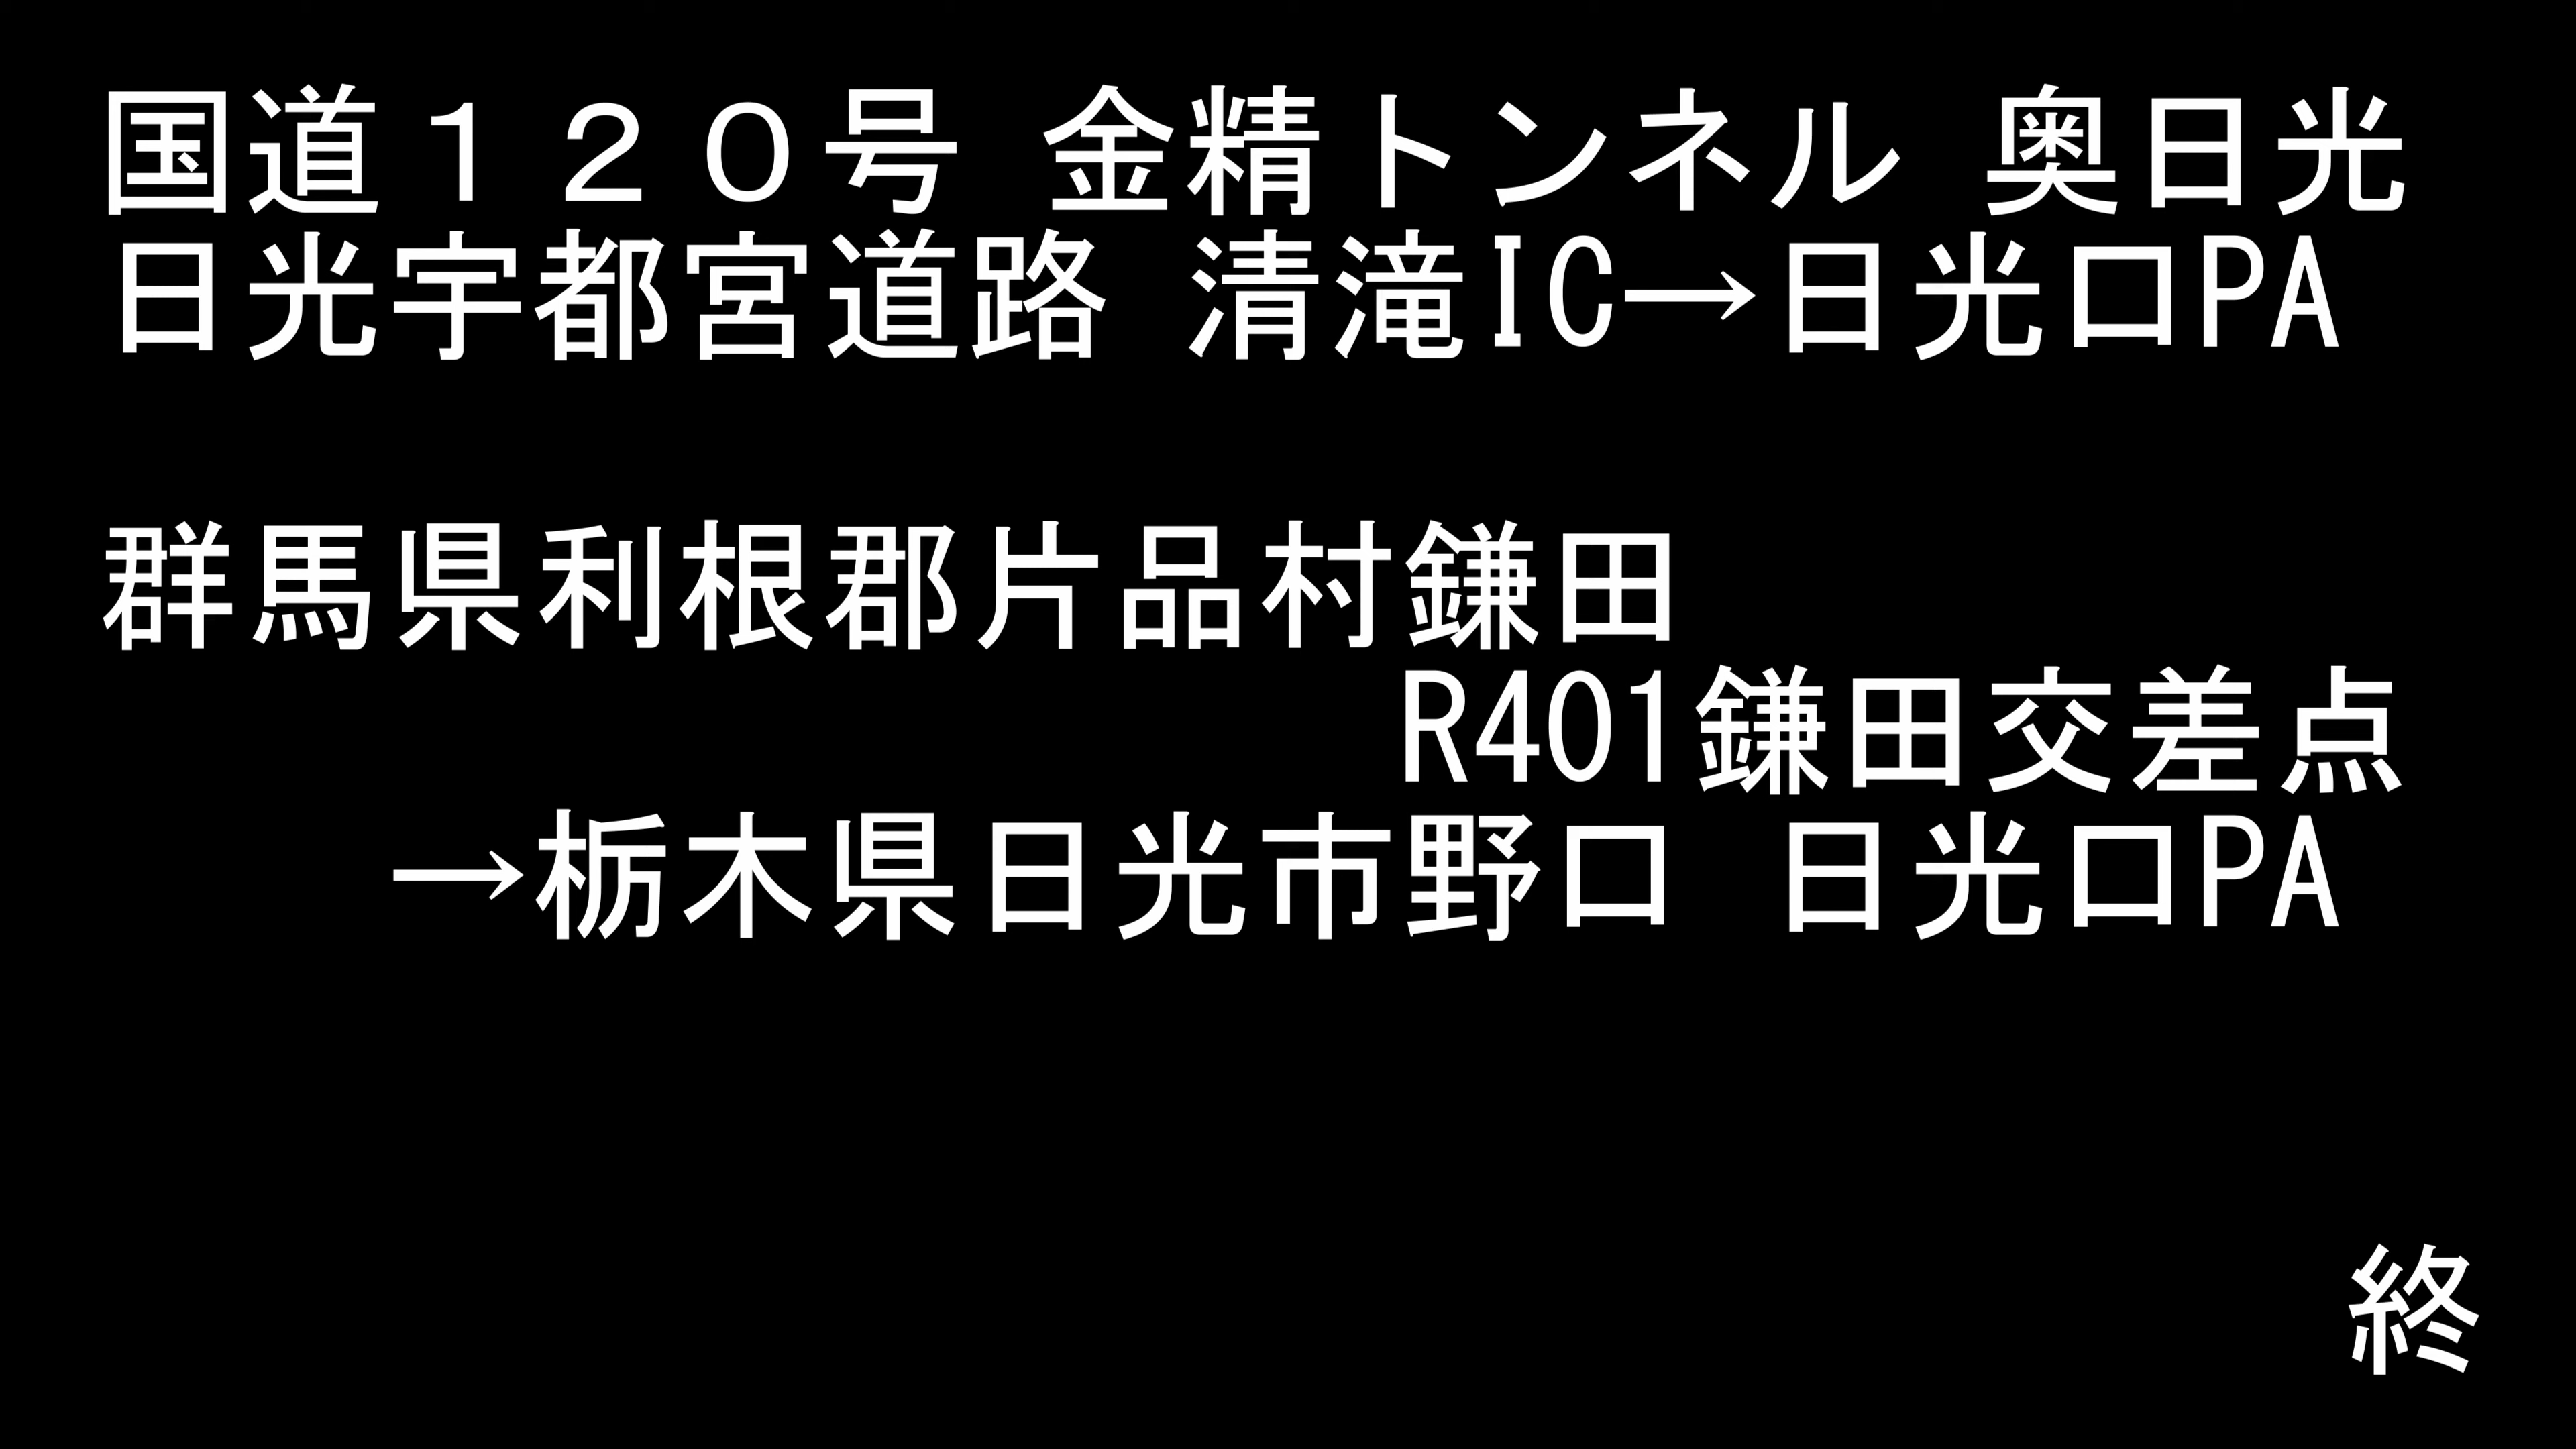 国道１２０号 金精トンネル 奥日光
日光宇都宮道路 清滝IC→日光口PA
群馬県利根郡片品村鎌田
R401鎌田交差点
→栃木県日光市野口 日光口PA
終